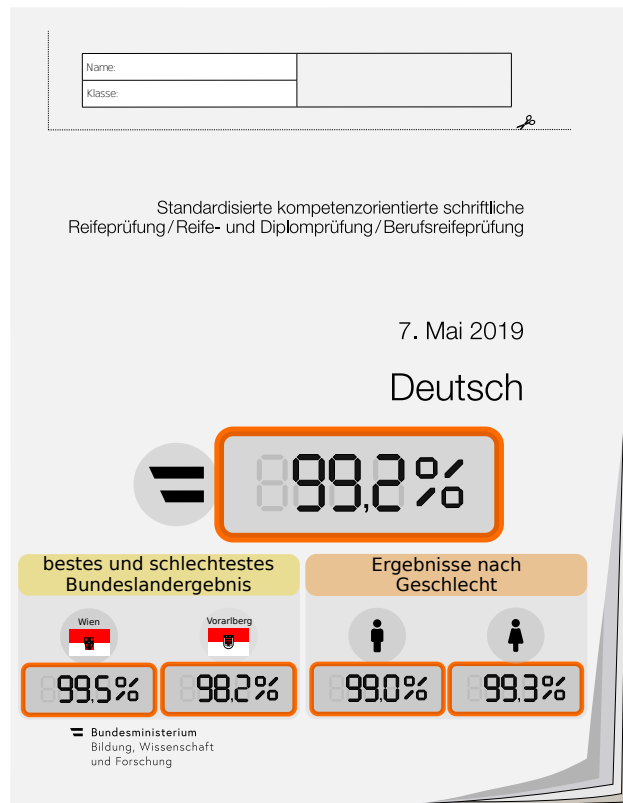 Name:
Klasse:
Standardisierte kompetenzorientierte schriftliche
Reifeprüfung/Reife- und Diplomprüfung/Berufsreifeprüfung
7. Mai 2019
Deutsch
99,2%
bestes und schlechtestes
Bundeslandergebnis
Wien
Vorarlberg
99,5%
98,2%
Ergebnisse nach
Geschlecht
99,0%
99,3%
Bundesministerium
Bildung, Wissenschaft
und Forschung